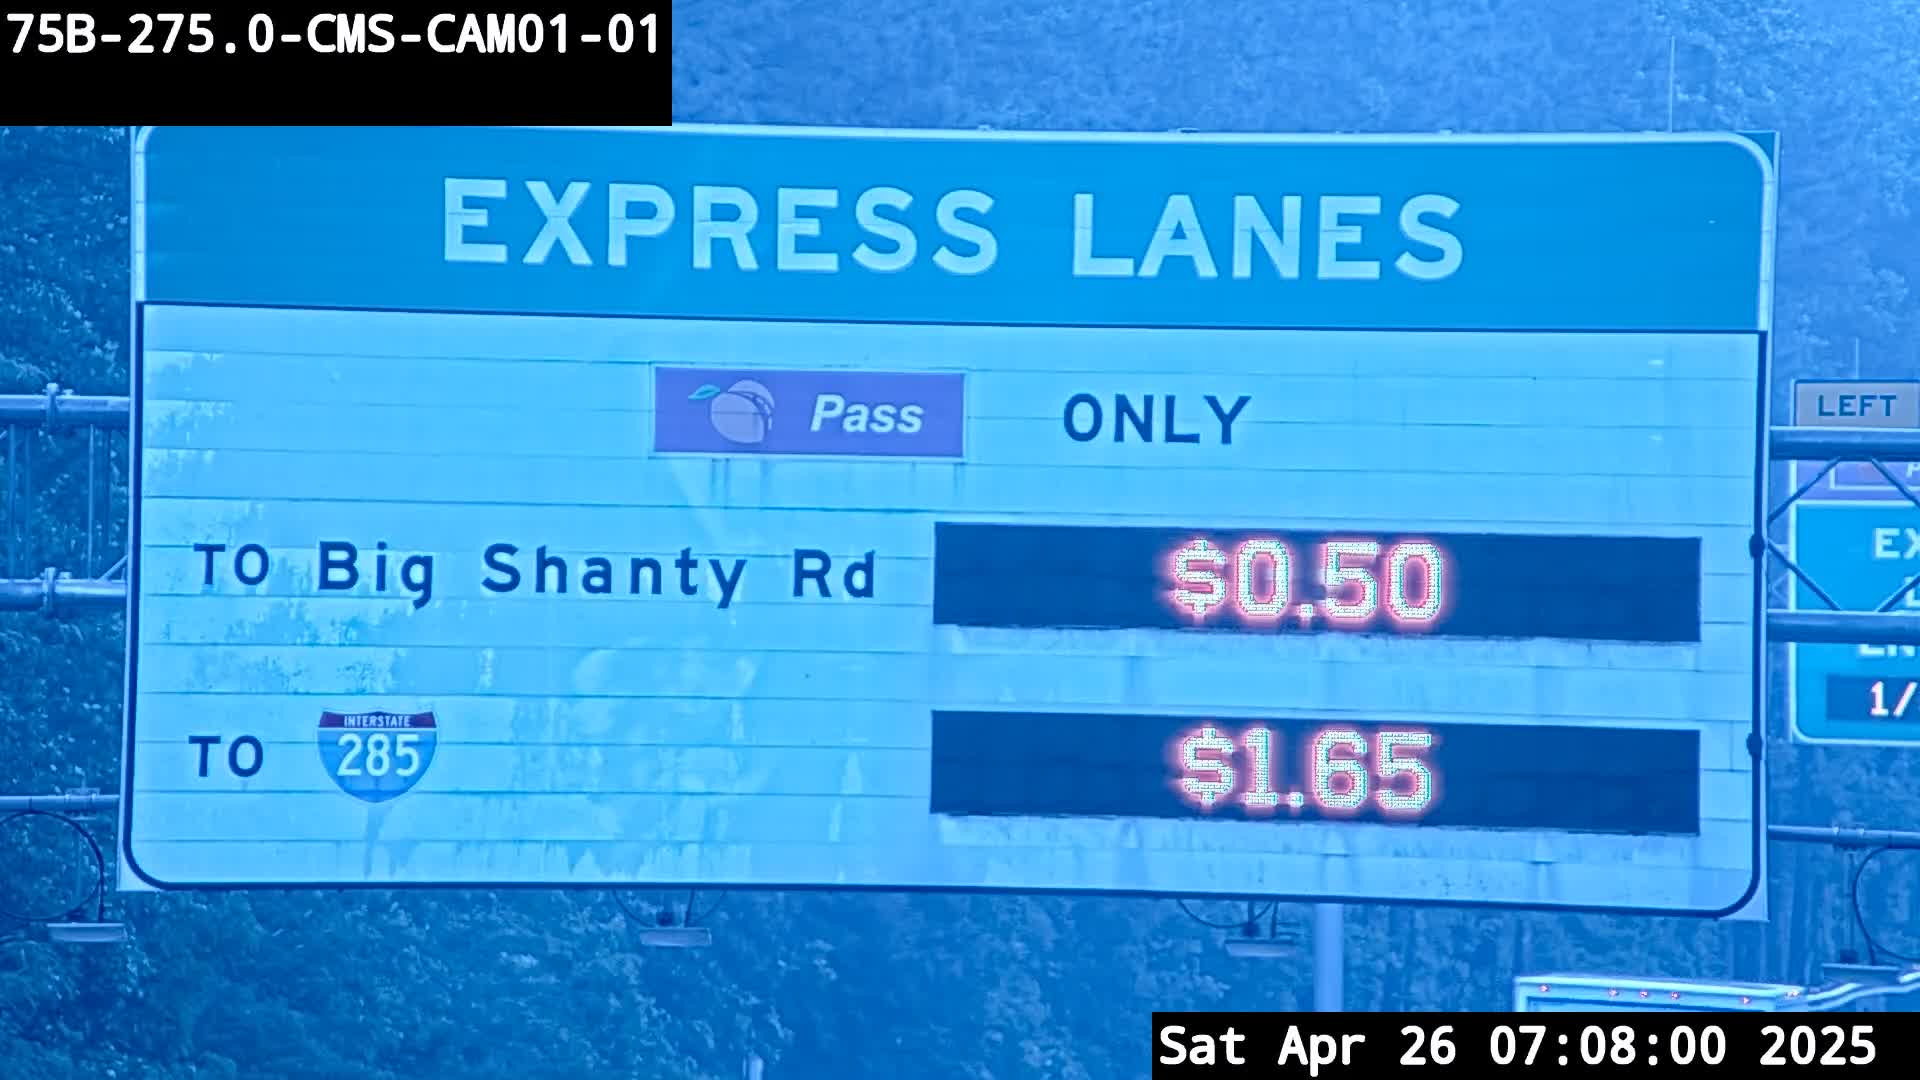 75B-275.0-CMS-CAM01-01
EXPRESS LANES
Pass ONLY
TO Big Shanty Rd $0.50
TO INTERSTATE 285 $1.65
LEFT
1/
Sat Apr 26 07:08:00 2025